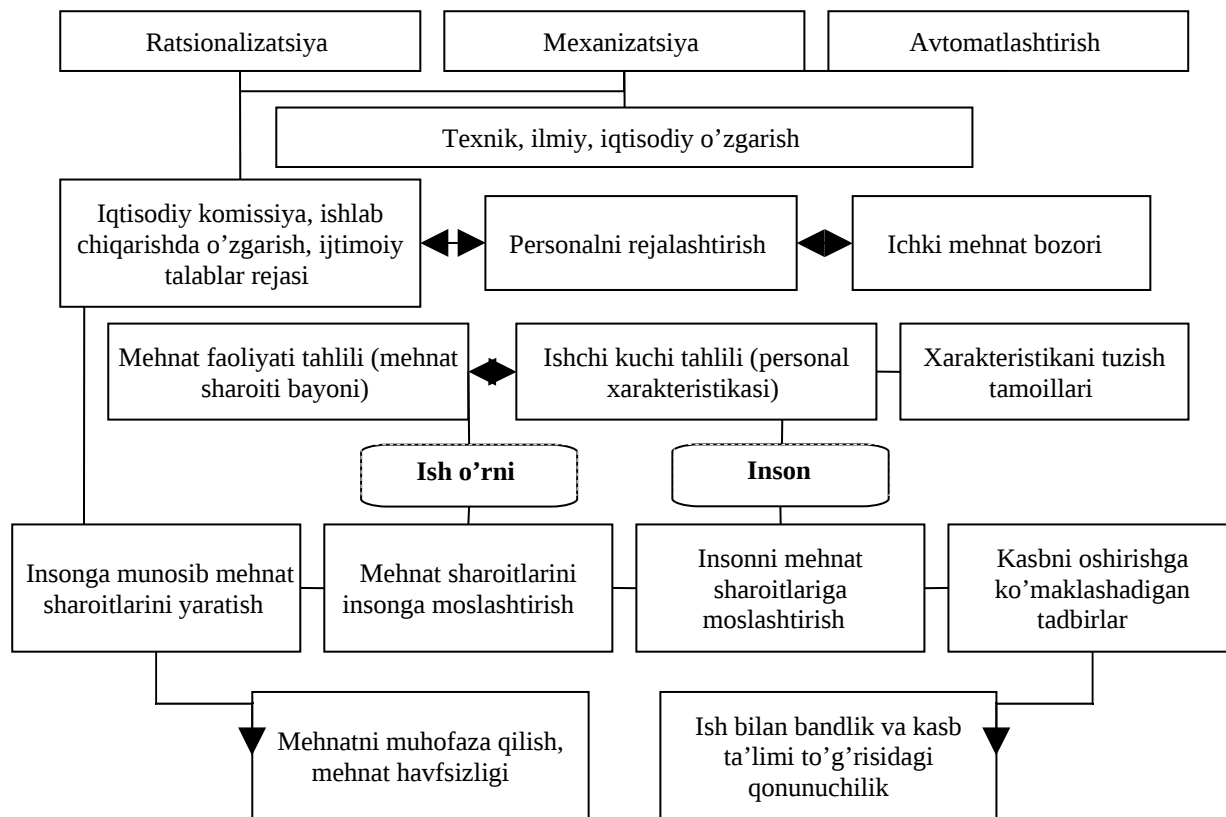 Ratsionalizatsiya
Mexanizatsiya
Avtomatlashtirish
Texnik, ilmiy, iqtisodiy o’zgarish
Iqtisodiy komissiya, ishlab
chiqarishda o’zgarish, ijtimoiy
talablar rejasi
Personalni rejalashtirish
Ichki mehnat bozori
Mehnat faoliyati tahlili (mehnat
sharoiti bayoni)
Ishchi kuchi tahlili (personal
xarakteristikasi)
Xarakteristikani tuzish
tamoillari
Ish o’rni
Inson
Insonga munosib mehnat
sharoitlarini yaratish
Mehnat sharoitlarini
insonga moslashtirish
Insonni mehnat
sharoitlariga
moslashtirish
Kasbni oshirishga
ko’maklashadigan
tadbirlar
Mehnatni muhofaza qilish,
mehnat havfsizligi
Ish bilan bandlik va kasb
ta’limi to’g’risidagi
qonunuchilik